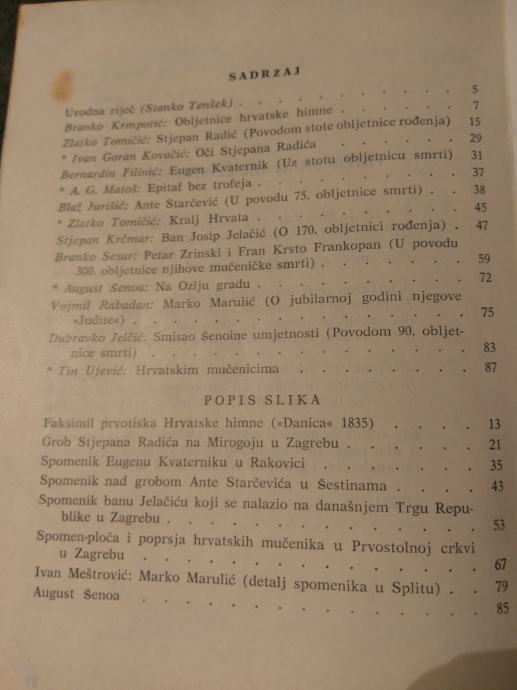 SADRŽAJ
Uvodna riječ (Stanko Tenšek) . . . . . . . . 5
Branko Krmpotić: Obljetnice hrvatske himne . . . . . 7
Zlatko Tomičić: Stjepan Radić (Povodom stote obljetnice rođenja) 15
* Ivan Goran Kovačić: Oči Stjepana Radića . . . . . 29
Bernardin Filinić: Eugen Kvaternik (Uz stotu obljetnicu smrti) 31
* A. G. Matoš: Epitaf bez trofeja . . . . . . . . 37
Blaž Jurišić: Ante Starčević (U povodu 75. obljetnice smrti) . . 38
* Zlatko Tomičić: Kralj Hrvata . . . . . . . . 45
Stjepan Krčmar: Ban Josip Jelačić (O 170. obljetnici rođenja) . 47
Branko Sesar: Petar Zrinski i Fran Krsto Frankopan (U povodu
300. obljetnice njihove mučeničke smrti) . . . . . 59
* August Senoa: Na Ozlju gradu . . . . . . . . 72
Vojmil Rabadan: Marko Marulić (O jubilarnoj godini njegove
»Judite«) . . . . . . . . . . . . 75
Dubravko Jelčić: Smisao Šenoine umjetnosti (Povodom 90. obljet-
nice smrti) . . . . . . . . . . . 83
* Tin Ujević: Hrvatskim mučenicima . . . . . . 87
POPIS SLIKA
Faksimil prvotiska Hrvatske himne (»Danica« 1835) . . . . 13
Grob Stjepana Radića na Mirogoju u Zagrebu . . . . . 21
Spomenik Eugenu Kvaterniku u Rakovici . . . . . . 35
Spomenik nad grobom Ante Starčevića u Šestinama . . . . 43
Spomenik banu Jelačiću koji se nalazio na današnjem Trgu Repu-
blike u Zagrebu . . . . . . . . . . . 53
Spomen-ploča i poprsja hrvatskih mučenika u Prvostolnoj crkvi
u Zagrebu . . . . . . . . . . . . 67
Ivan Meštrović: Marko Marulić (detalj spomenika u Splitu) . . 79
August Šenoa . . . . . . . . . . . . 85